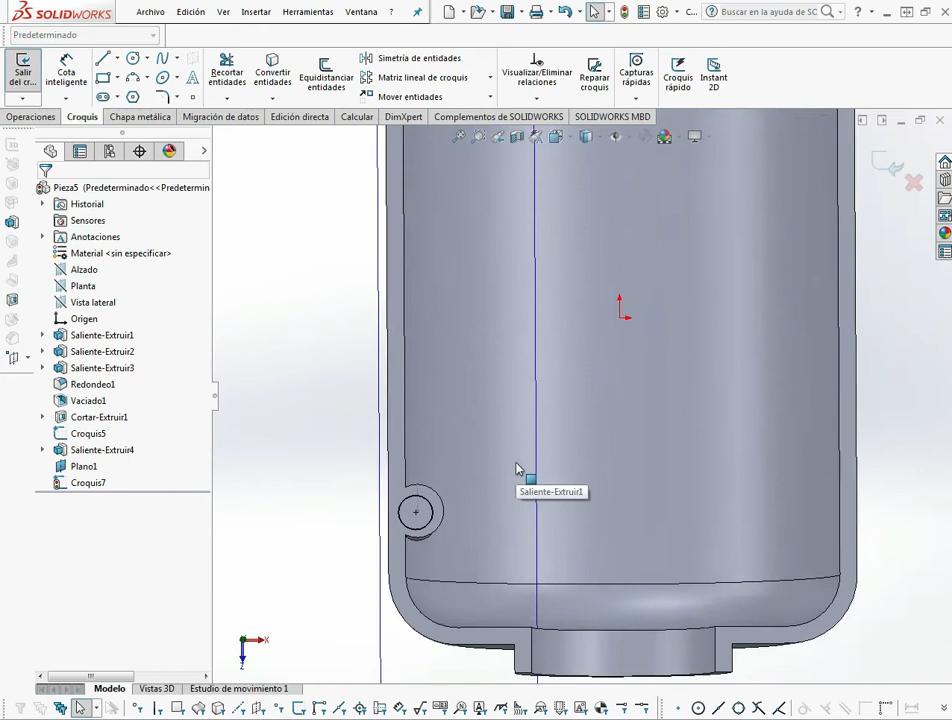 SOLIDWORKS
Archivo Edición Ver Insertar Herramientas Ventana ? C... Buscar en la ayuda de SO
Predeterminado
Salir del cr...
Cota inteligente
Recortar entidades
Convertir entidades
Equidistanciar entidades
Simetría de entidades
Matriz lineal de croquis
Mover entidades
Visualizar/Eliminar relaciones
Reparar croquis
Capturas rápidas
Croquis rápido
Instant 2D
Operaciones Croquis Chapa metálica Migración de datos Edición directa Calcular DimXpert Complementos de SOLIDWORKS SOLIDWORKS MBD
Pieza5 (Predeterminado<<Predetermin
Historial
Sensores
Anotaciones
Material <sin especificar>
Alzado
Planta
Vista lateral
Origen
Saliente-Extruir1
Saliente-Extruir2
Saliente-Extruir3
Redondeo1
Vaciado1
Cortar-Extruir1
Croquis5
Saliente-Extruir4
Plano1
Croquis7
Saliente-Extruir1
X
Z
Modelo Vistas 3D Estudio de movimiento 1